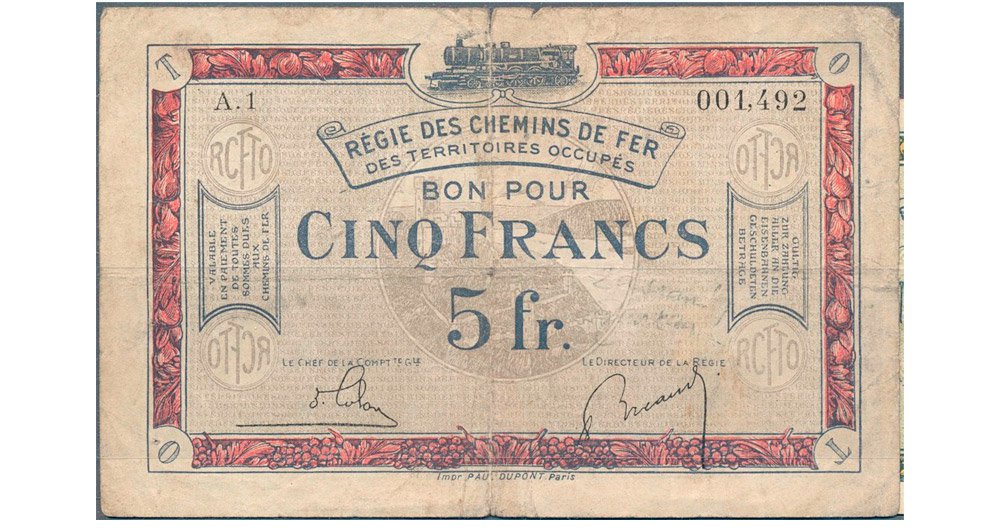 T
O
A.1
001,492
RÉGIE DES CHEMINS DE FER
DES TERRITOIRES OCCUPÉS
BON POUR
CINQ FRANCS
5 fr.
RCFTO
VALABLE
EN PAIEMENT
DE TOUTES
SOMMES DUES
AUX
CHEMINS DE FER
RCFTO
RCFTO
GÜLTIG
ZUR ZAHLUNG
ALLER AN DIE
EISENBAHNEN
GESCHULDETEN
BETRÄGE
RCFTO
LE CHEF DE LA COMPTTE GLE
LE DIRECTEUR DE LA RÉGIE
O
T
Impr. PAUL DUPONT. Paris